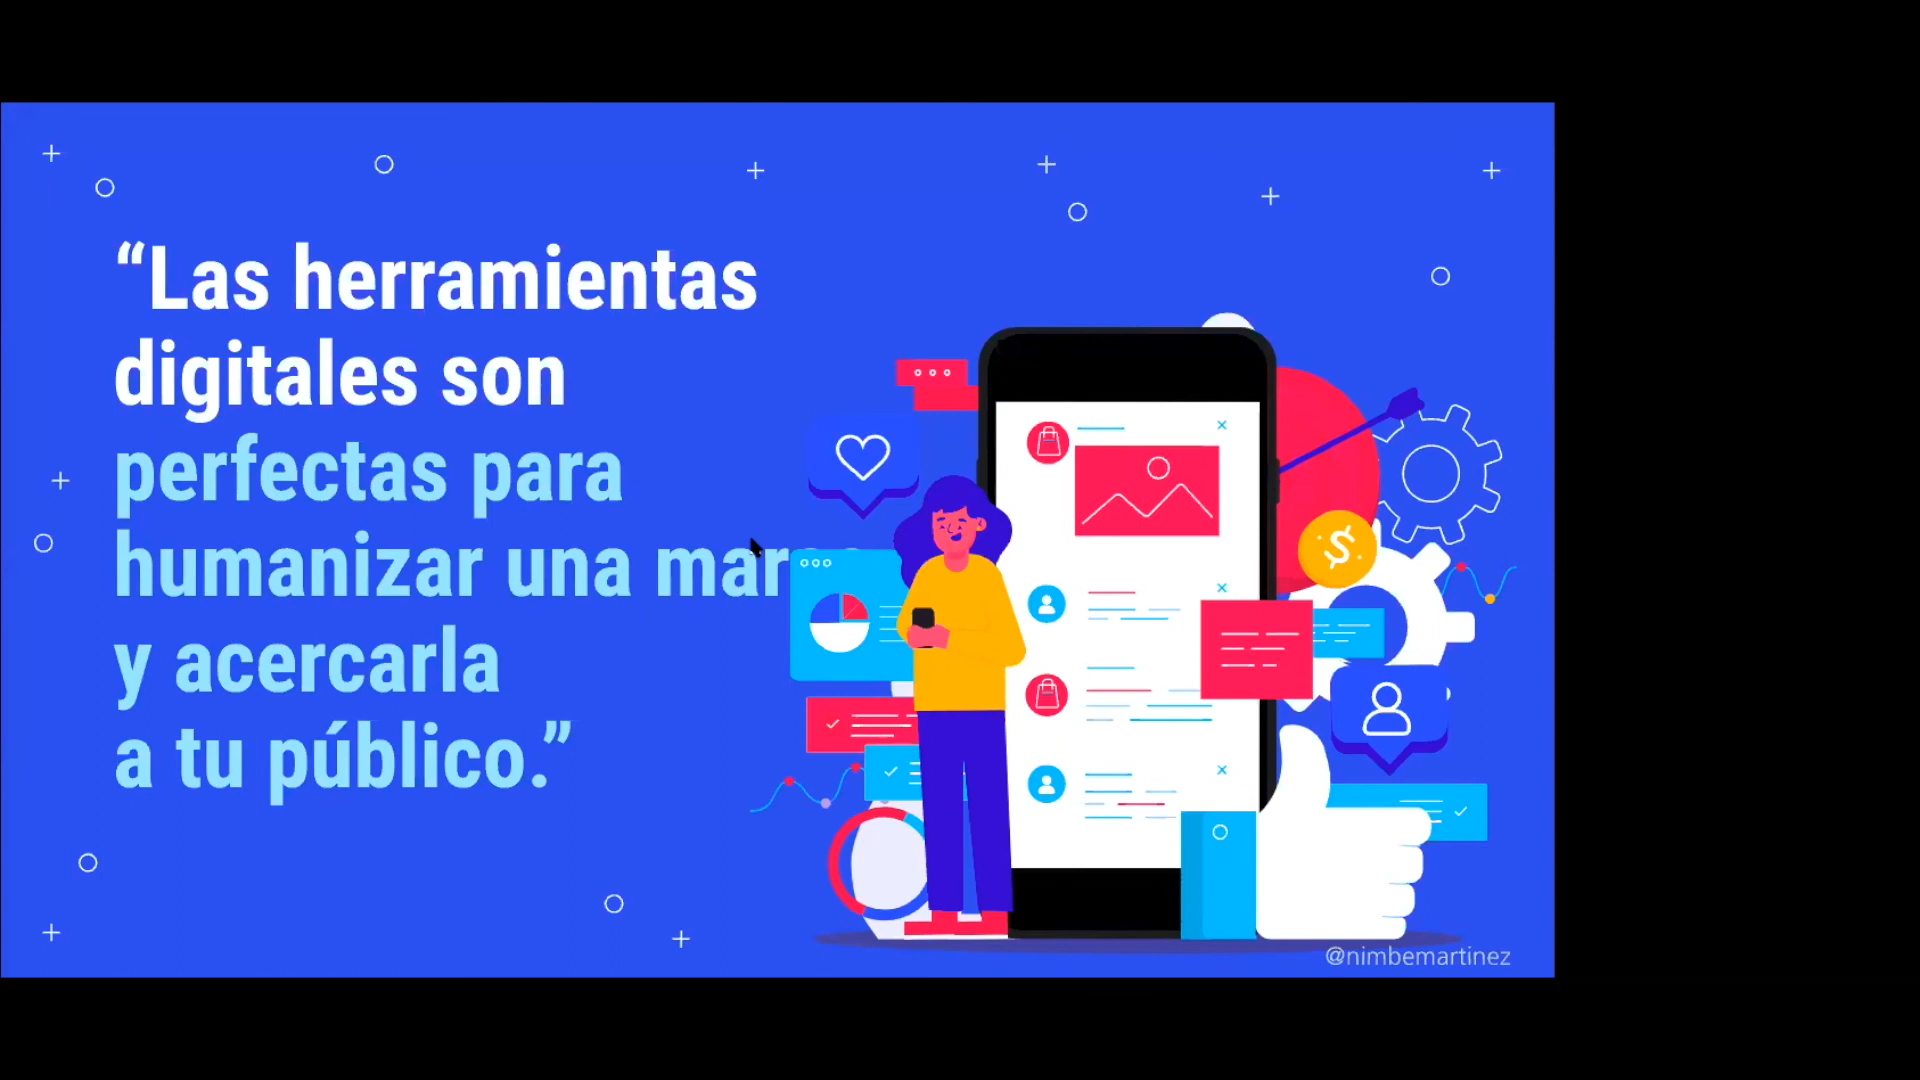 “Las herramientas
digitales son
perfectas para
humanizar una mar
y acercarla
a tu público.”
$
@nimbemartinez